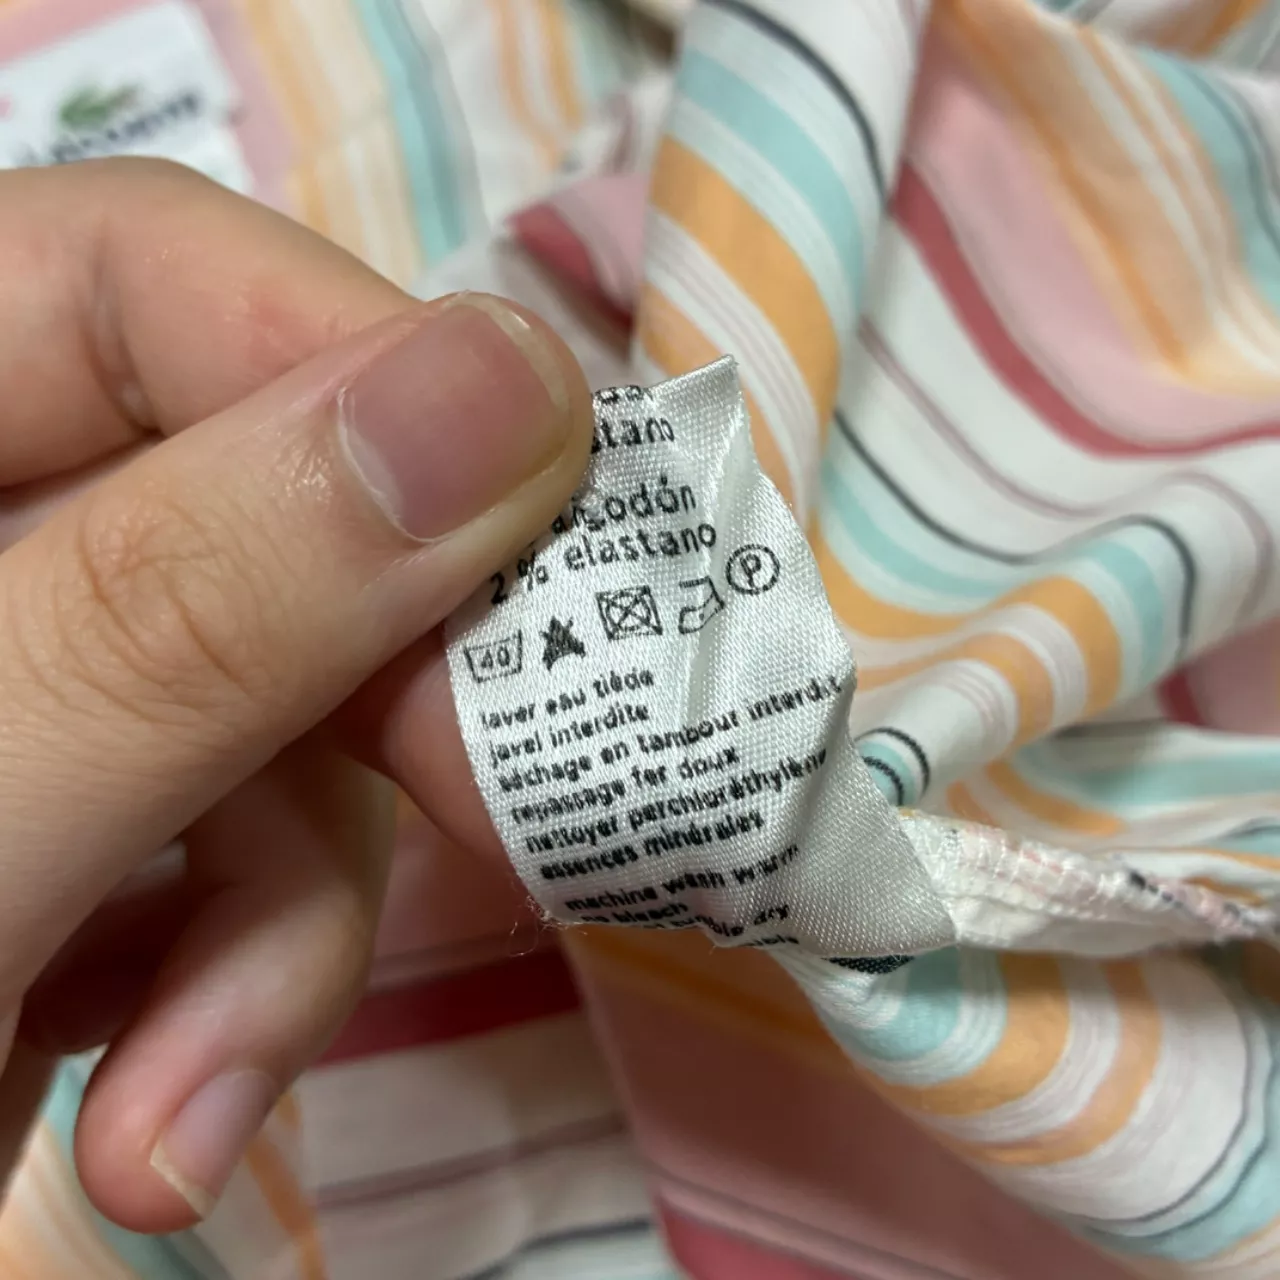 LACOSTE
algodón
2 % elastano
40
P
laver eau tiède
javel interdite
séchage en tambour interdit
repassage fer doux
nettoyer perchloréthylène
essences minérales
machine wash warm
no bleach
tumble dry